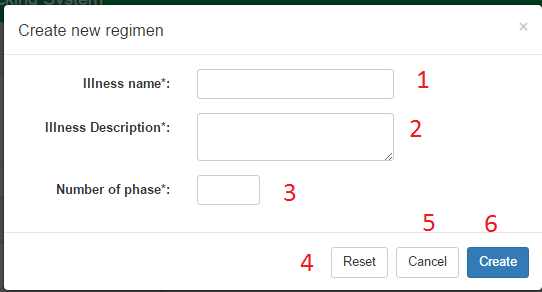 cking System
Create new regimen ×
Illness name*: 1
Illness Description*: 2
Number of phase*: 3
4 Reset 5 Cancel 6 Create